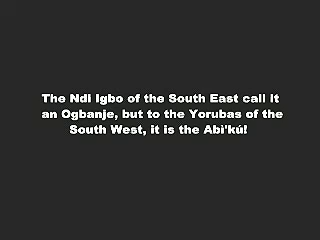 The Ndi Igbo of the South East call it
an Ogbanje, but to the Yorubas of the
South West, it is the Abì'kú!